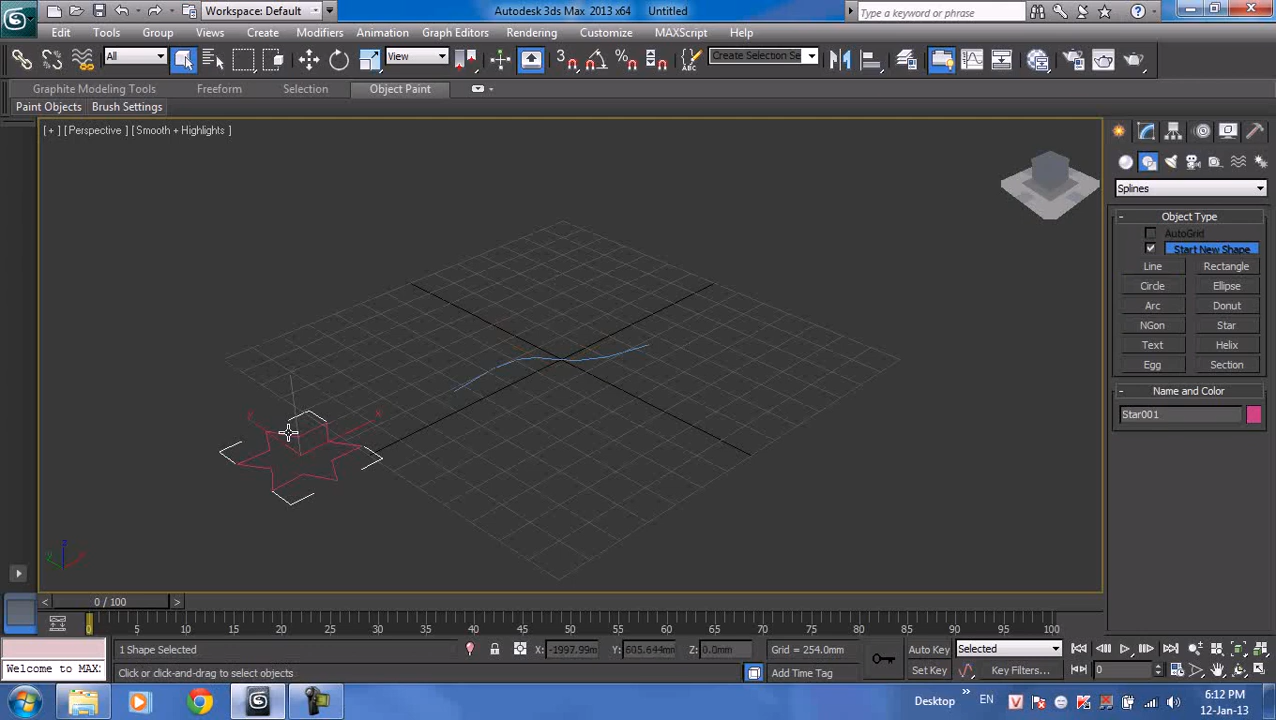 Workspace: Default
Autodesk 3ds Max 2013 x64 Untitled
Type a keyword or phrase
Edit Tools Group Views Create Modifiers Animation Graph Editors Rendering Customize MAXScript Help
All View 3 Create Selection Se
Graphite Modeling Tools Freeform Selection Object Paint
Paint Objects Brush Settings
[ + ] [ Perspective ] [ Smooth + Highlights ]
Splines
- Object Type
AutoGrid
Start New Shape
Line Rectangle
Circle Ellipse
Arc Donut
NGon Star
Text Helix
Egg Section
- Name and Color
Star001
x
z
0 / 100
0 5 10 15 20 25 30 35 40 45 50 55 60 65 70 75 80 85 90 95 100
1 Shape Selected X: -1997.99m Y: 605.644mm Z: 0.0mm Grid = 254.0mm Auto Key Selected
Welcome to MAX: Click or click-and-drag to select objects Add Time Tag Set Key Key Filters... 0
Desktop EN
6:12 PM
12-Jan-13